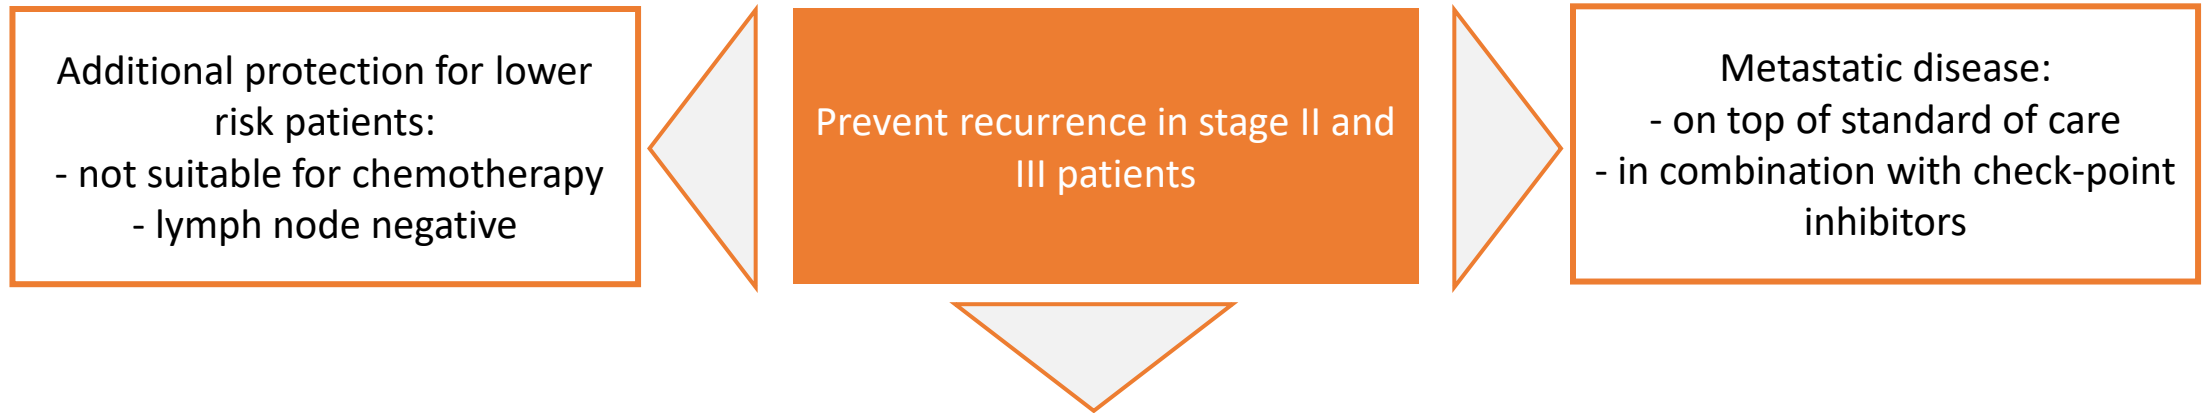 Additional protection for lower
risk patients:
- not suitable for chemotherapy
- lymph node negative
Prevent recurrence in stage II and
III patients
Metastatic disease:
- on top of standard of care
- in combination with check-point
inhibitors